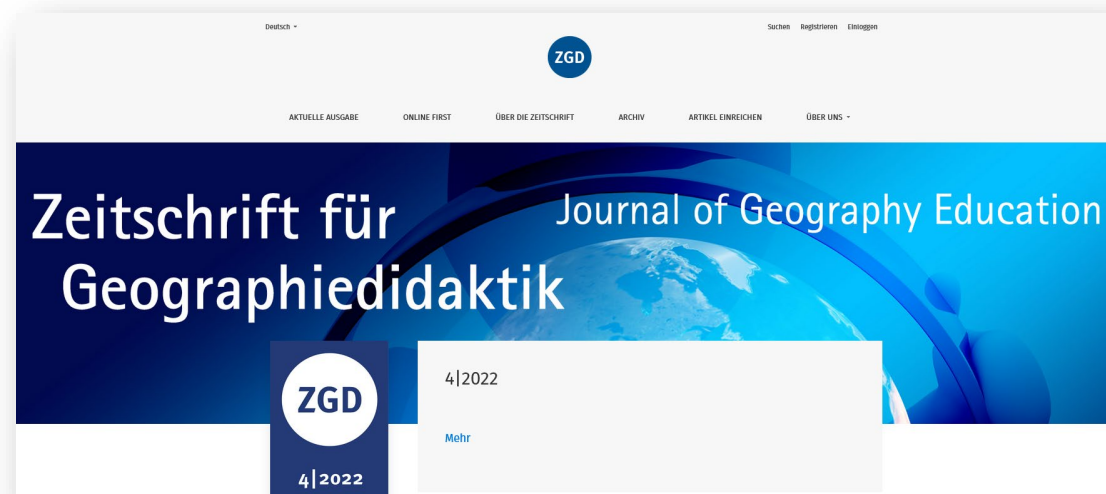 Deutsch
Suchen Registrieren Einloggen
ZGD
AKTUELLE AUSGABE ONLINE FIRST ÜBER DIE ZEITSCHRIFT ARCHIV ARTIKEL EINREICHEN ÜBER UNS
Zeitschrift für
Geographiedidaktik
Journal of Geography Education
ZGD
4|2022
4|2022
Mehr